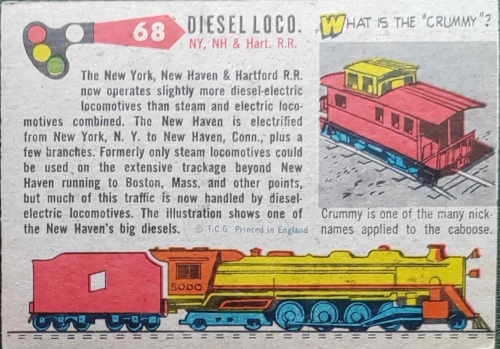 68
DIESEL LOCO.
NY, NH & Hart. R.R.
The New York, New Haven & Hartford R.R.
now operates slightly more diesel-electric
locomotives than steam and electric loco-
motives combined. The New Haven is electrified
from New York, N. Y. to New Haven, Conn., plus a
few branches. Formerly only steam locomotives could
be used on the extensive trackage beyond New
Haven running to Boston, Mass. and other points,
but much of this traffic is now handled by diesel-
electric locomotives. The illustration shows one
of the New Haven's big diesels.
© T.C.G. Printed in England
WHAT IS THE "CRUMMY"?
Crummy is one of the many nick-
names applied to the caboose.
5000